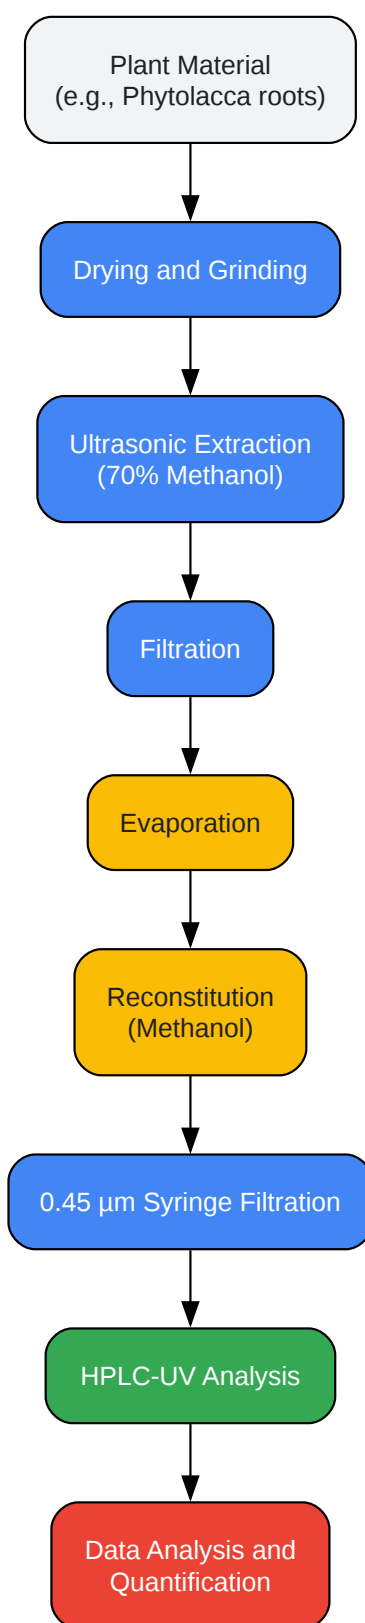 Plant Material
(e.g., Phytolacca roots)
Drying and Grinding
Ultrasonic Extraction
(70% Methanol)
Filtration
Evaporation
Reconstitution
(Methanol)
0.45 µm Syringe Filtration
HPLC-UV Analysis
Data Analysis and
Quantification